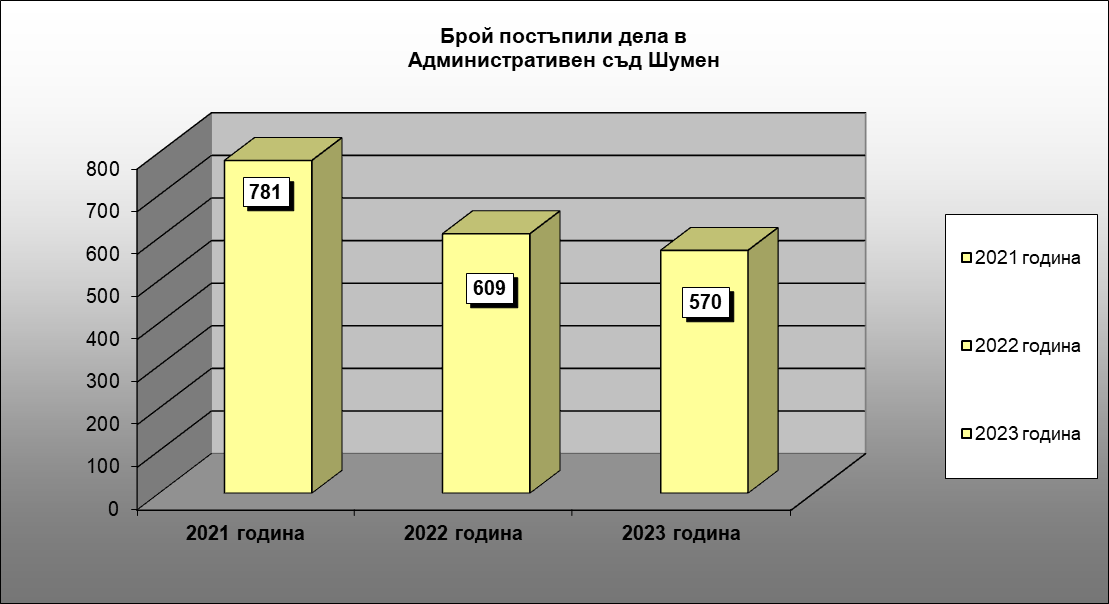 Брой постъпили дела в
Административен съд Шумен
800
700
600
500
400
300
200
100
0
781
609
570
2021 година
2022 година
2023 година
2021 година
2022 година
2023 година